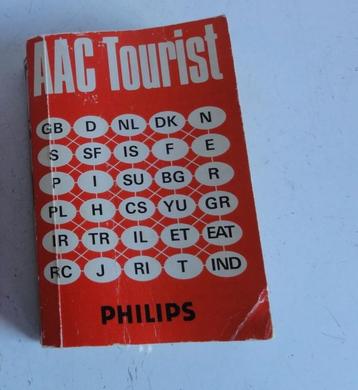 AAC Tourist
GB D NL DK N
S SF IS F E
P I SU BG R
PL H CS YU GR
IR TR IL ET EAT
RC J RI T IND
PHILIPS